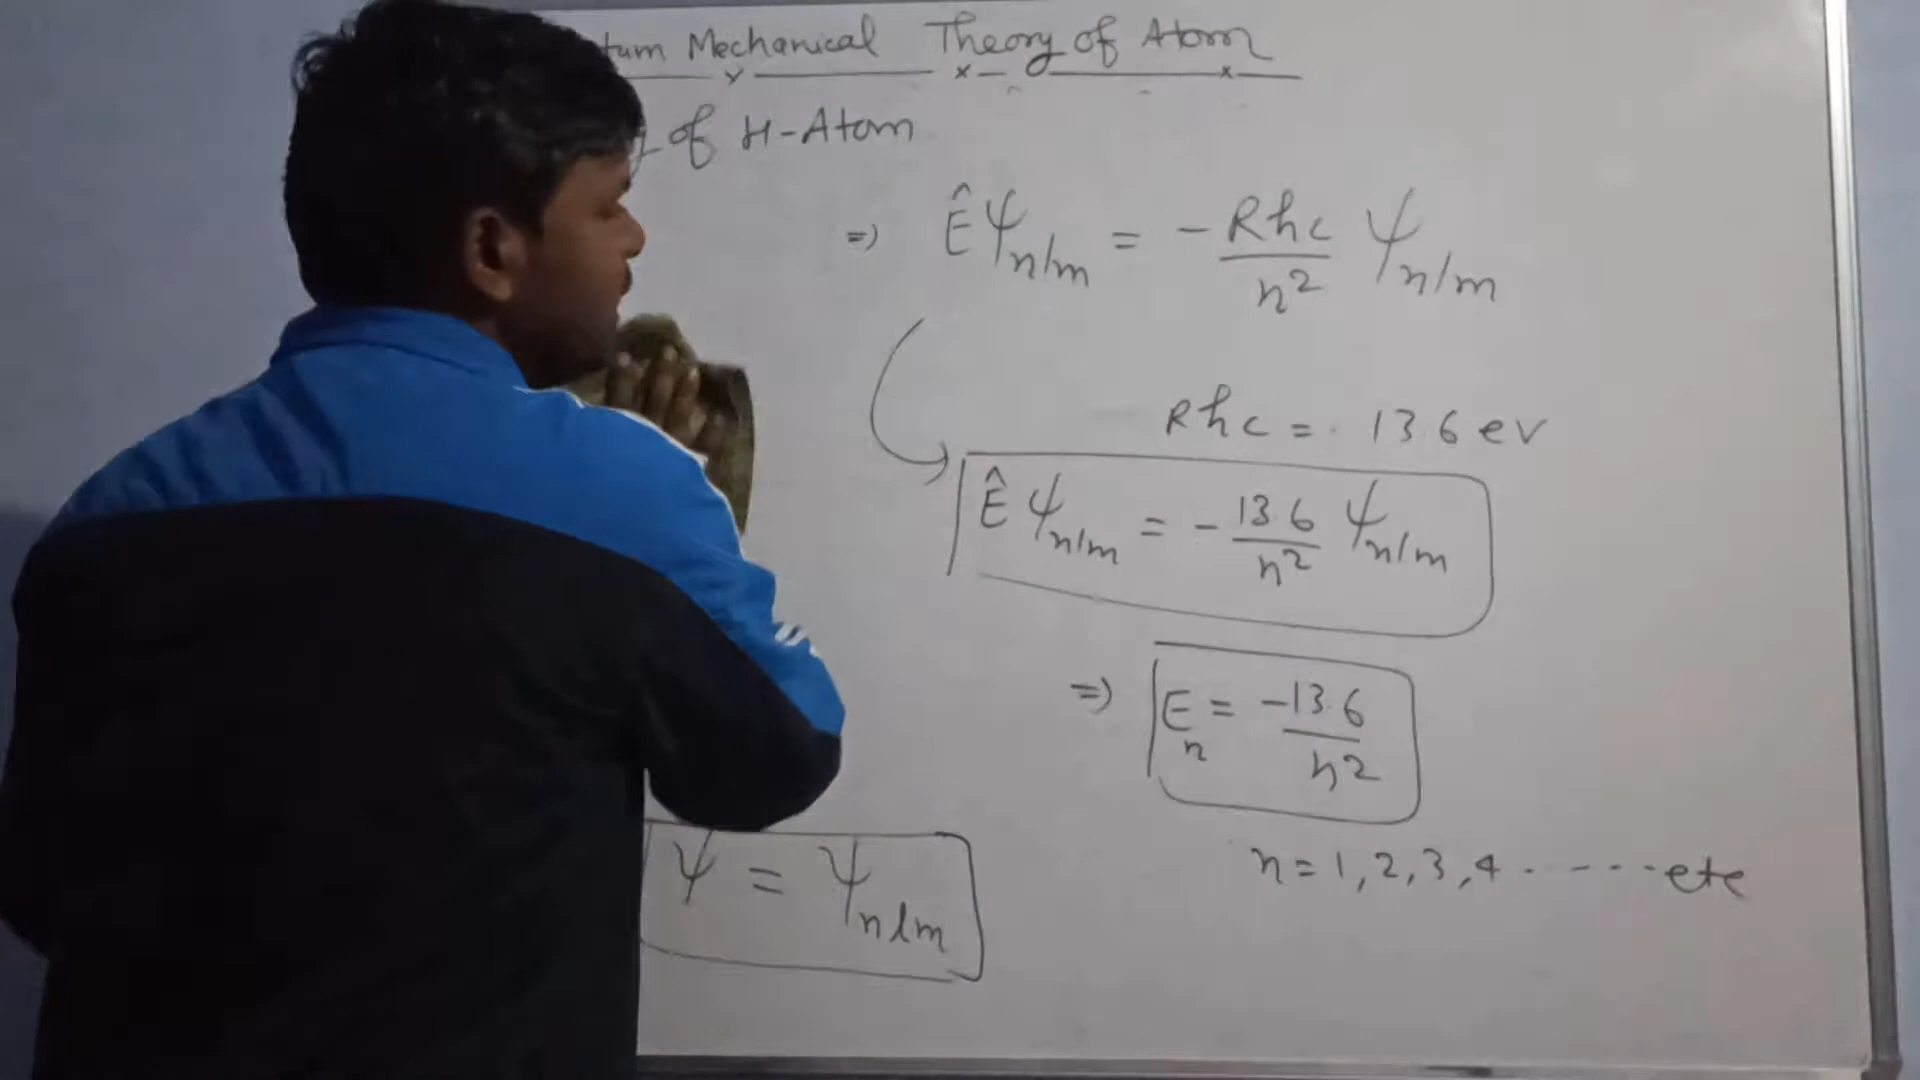 Mechanical Theory of Atom
of H-Atom
=> Êψnlm = -Rhc/n² ψnlm
Rhc = 13.6 ev
Êψnlm = -13.6/n² ψnlm
=> En = -13.6/n²
ψ = ψnlm
n = 1, 2, 3, 4 . - - - - etc